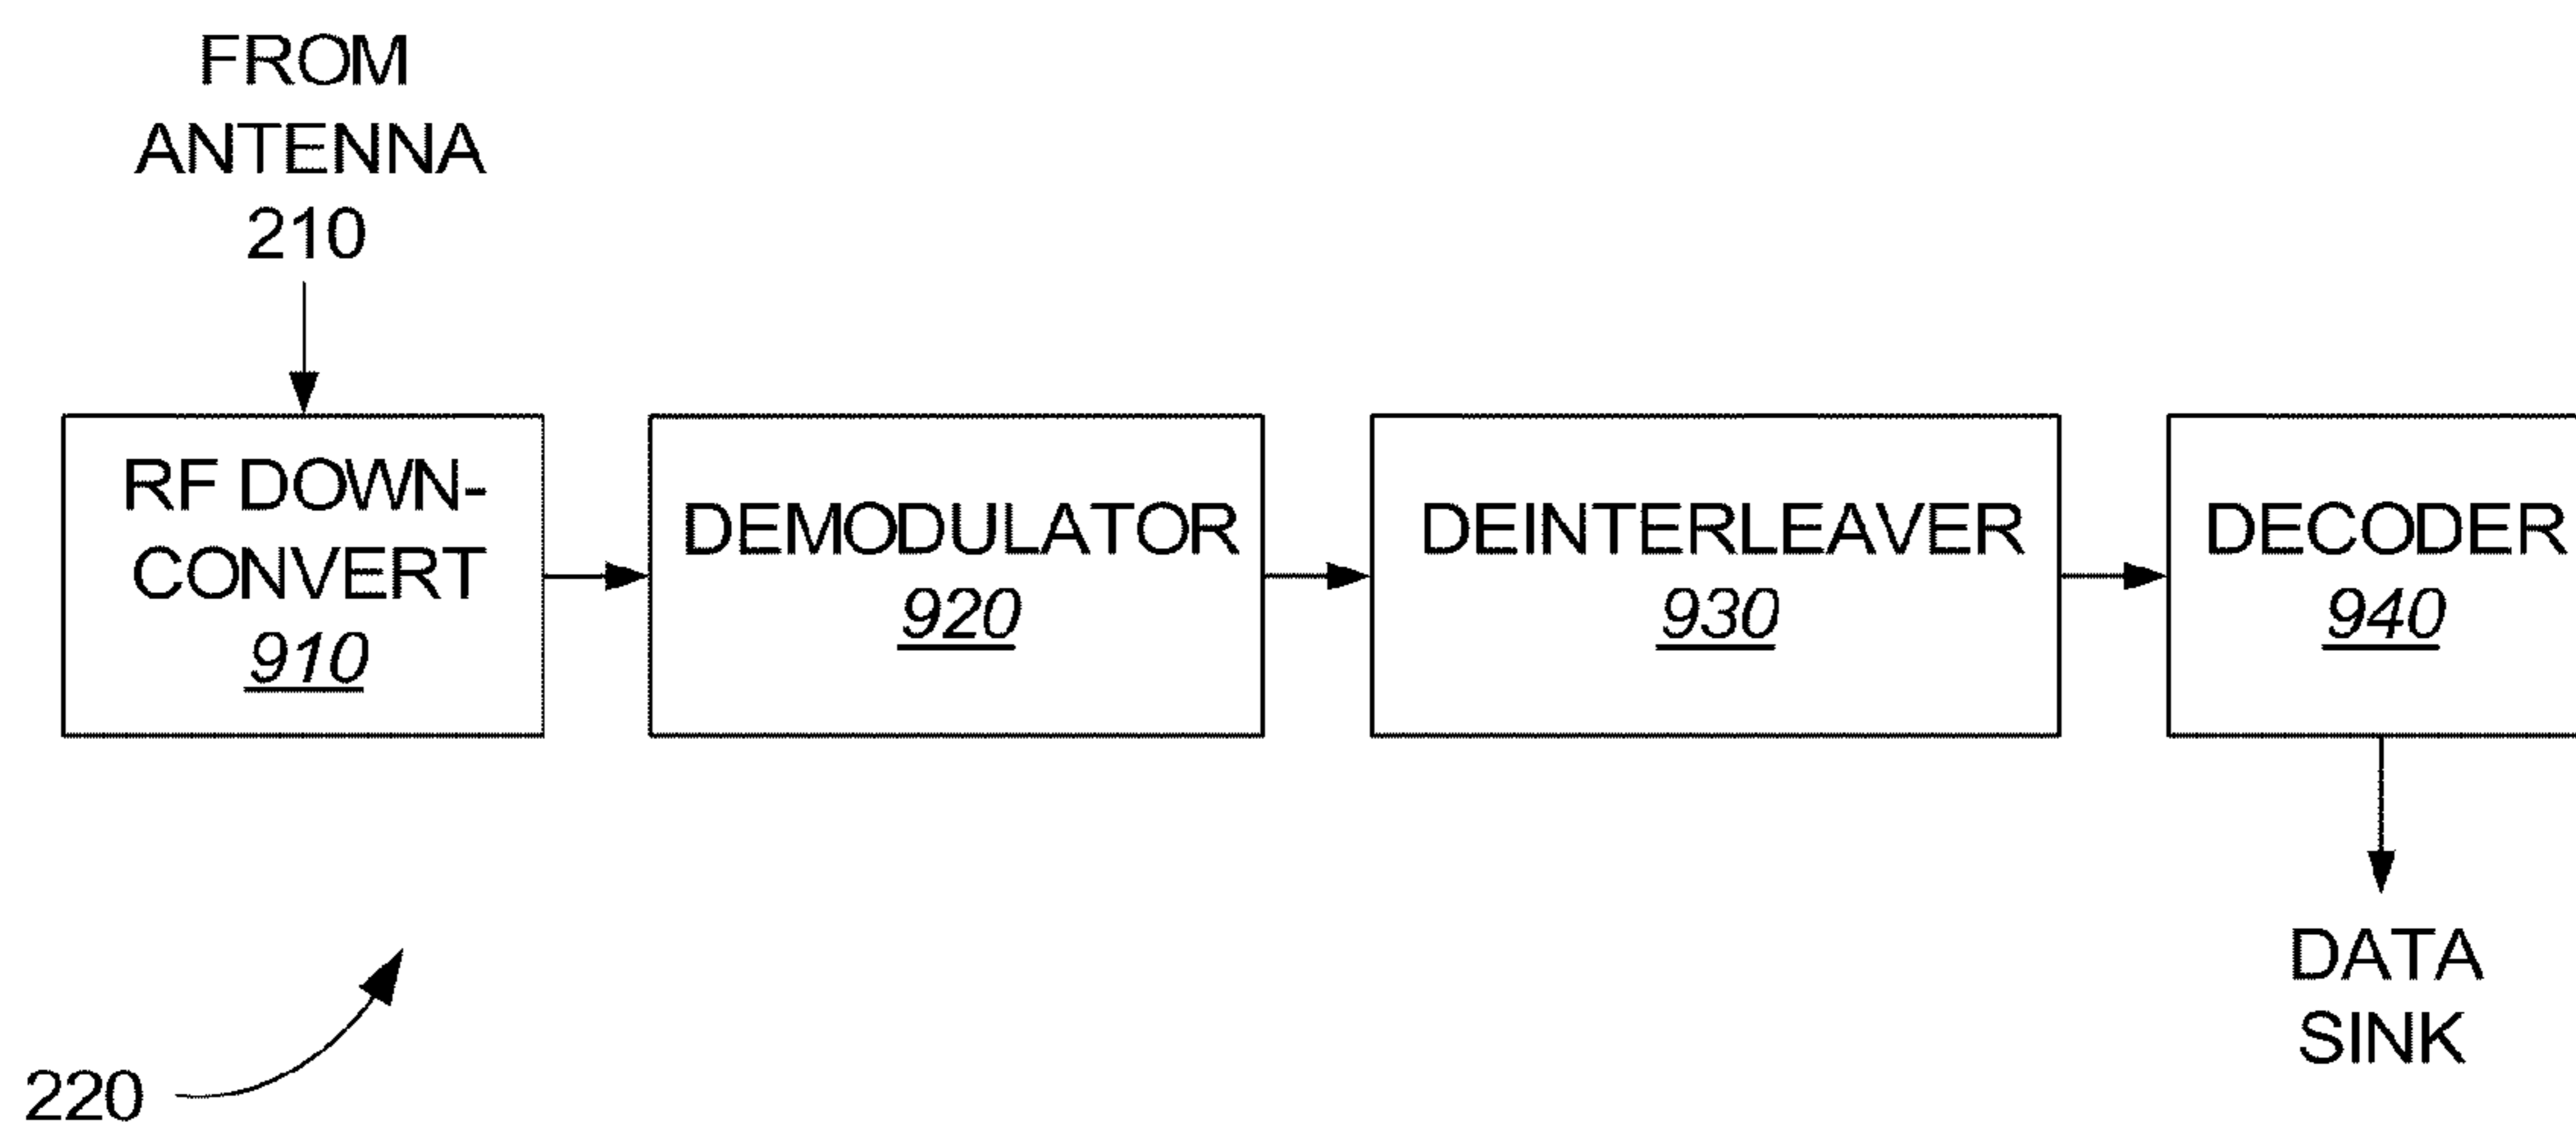 FROM
ANTENNA
210
RF DOWN-
CONVERT
910
DEMODULATOR
920
DEINTERLEAVER
930
DECODER
940
DATA
SINK
220